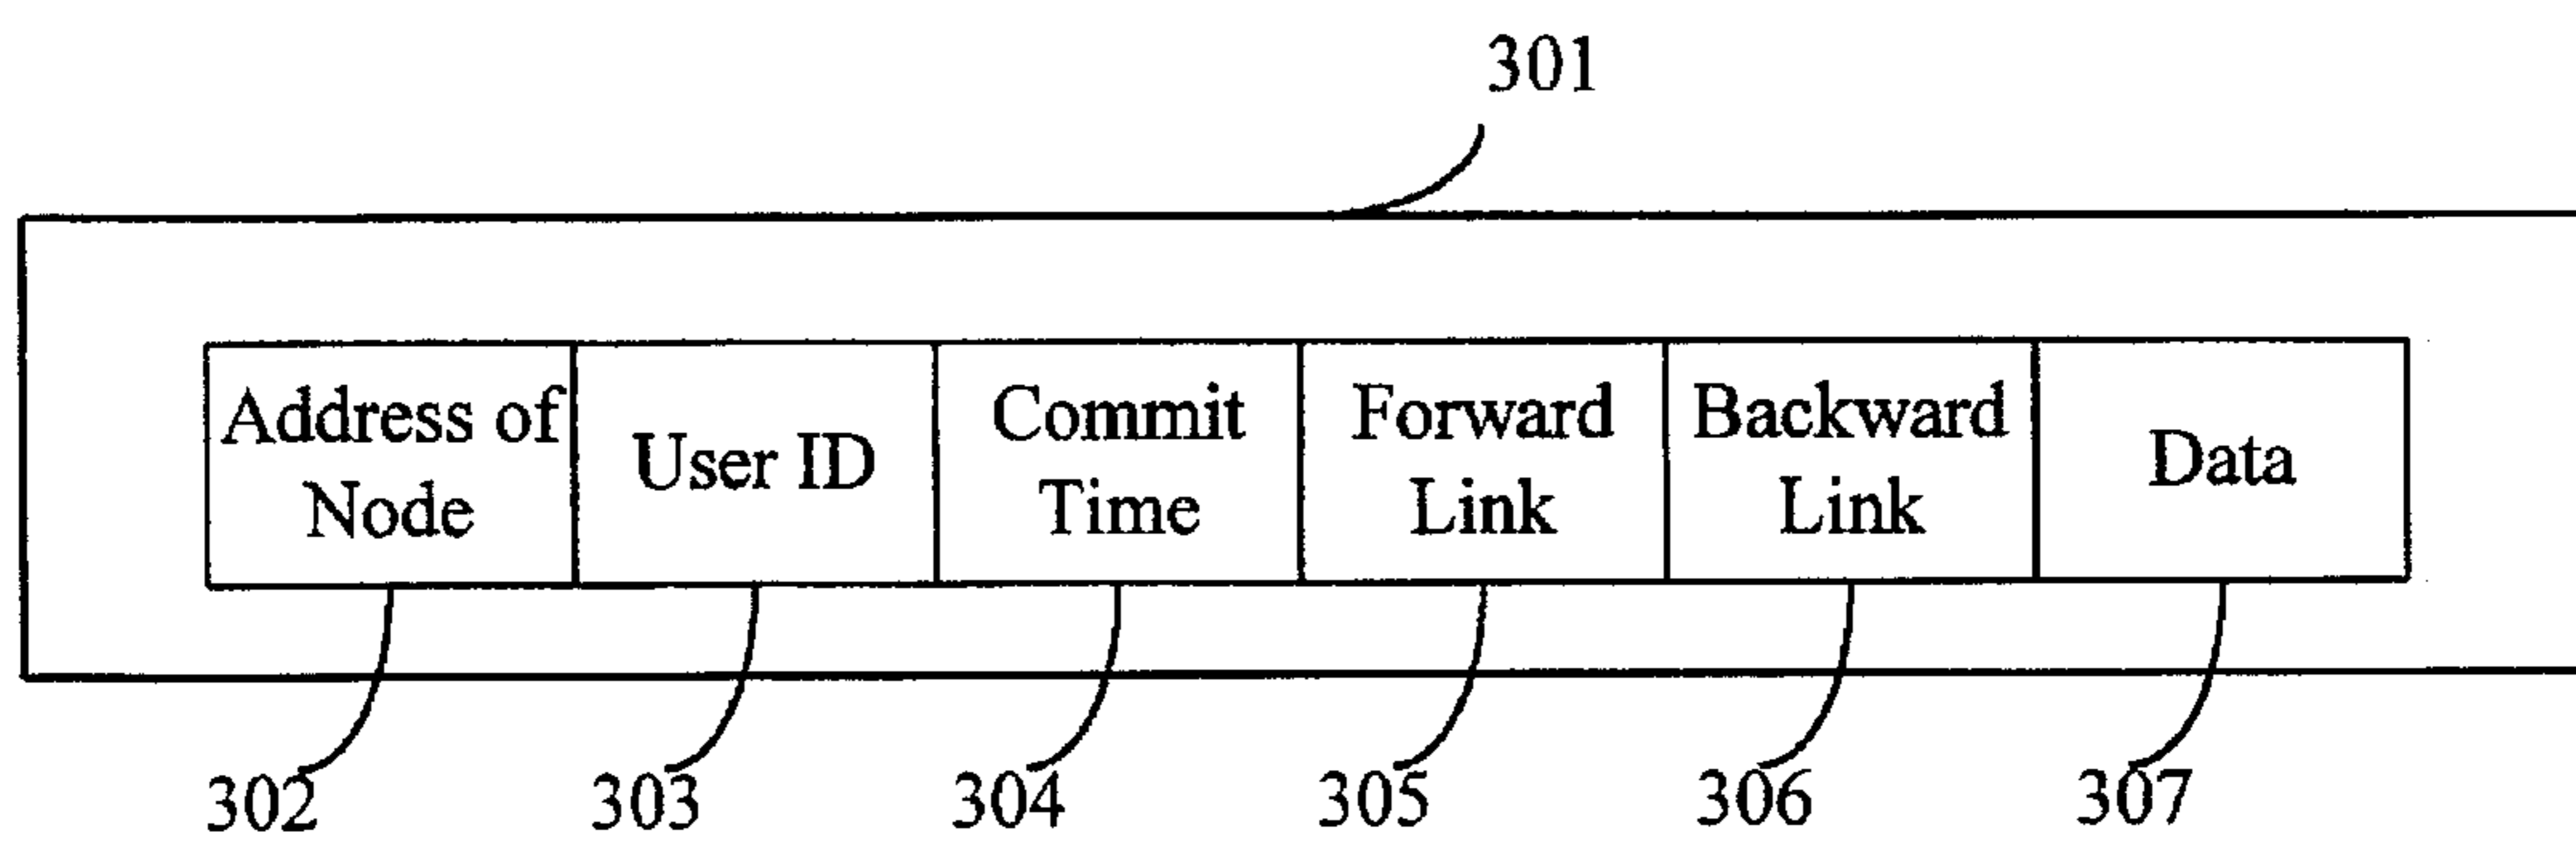 301
Address of
Node
User ID
Commit
Time
Forward
Link
Backward
Link
Data
302
303
304
305
306
307